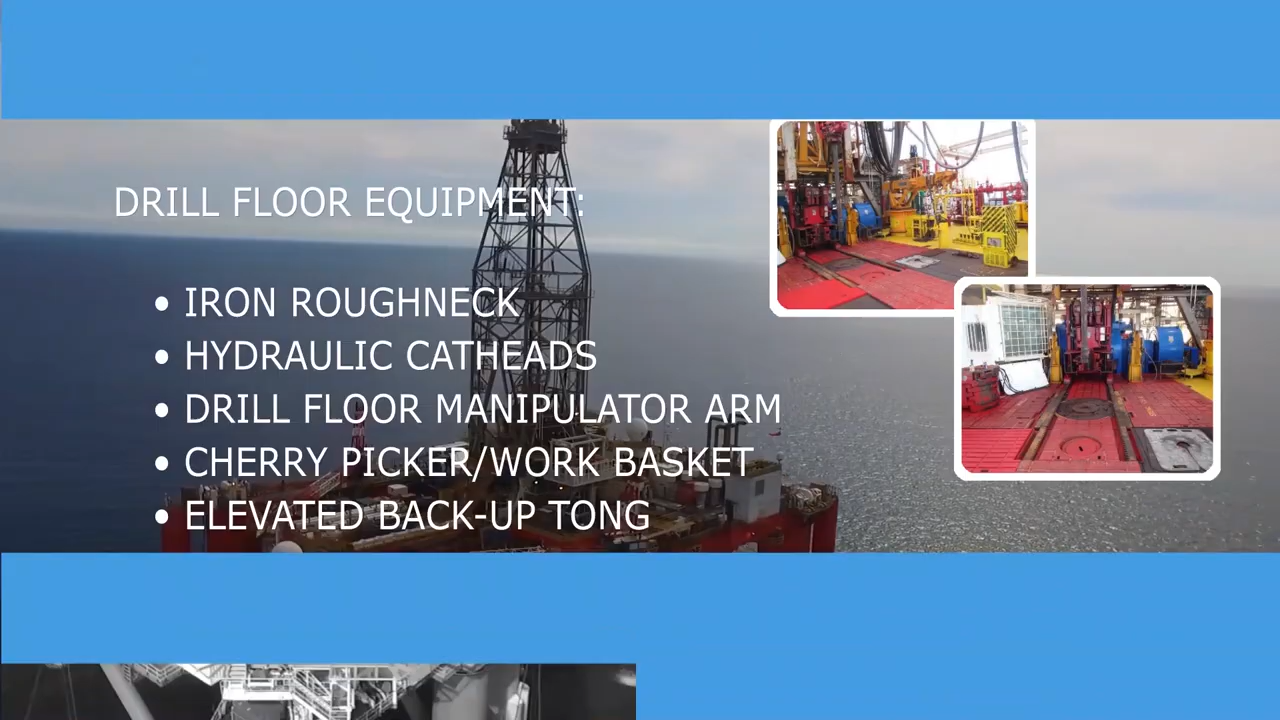 DRILL FLOOR EQUIPMENT:
• IRON ROUGHNECK
• HYDRAULIC CATHEADS
• DRILL FLOOR MANIPULATOR ARM
• CHERRY PICKER/WORK BASKET
• ELEVATED BACK-UP TONG